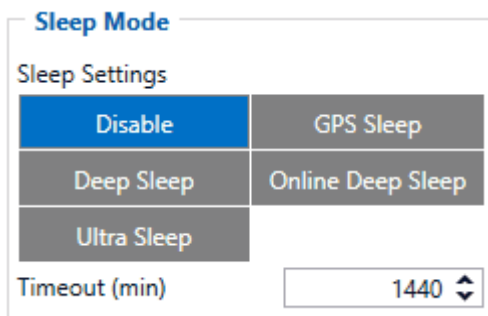 Sleep Mode
Sleep Settings
Disable GPS Sleep
Deep Sleep Online Deep Sleep
Ultra Sleep
Timeout (min) 1440